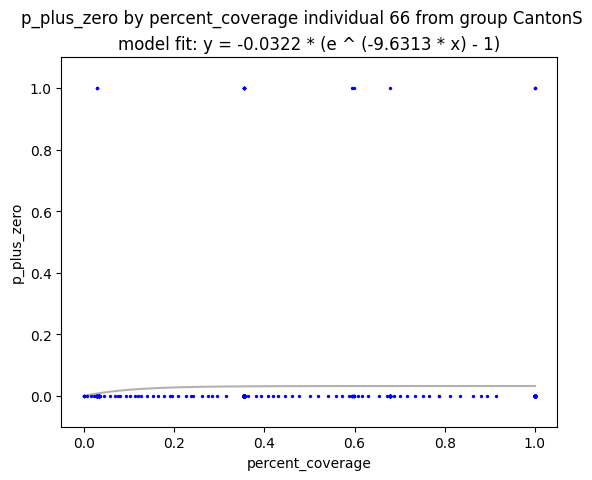 p_plus_zero by percent_coverage individual 66 from group CantonS
model fit: y = -0.0322 * (e ^ (-9.6313 * x) - 1)
1.0
0.8
0.6
0.4
0.2
0.0
p_plus_zero
0.0 0.2 0.4 0.6 0.8 1.0
percent_coverage